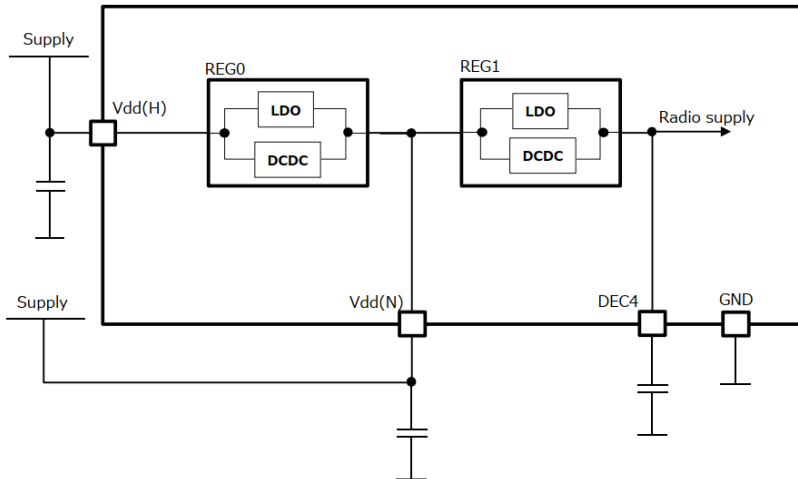 Supply
REG0
REG1
Vdd(H)
LDO
LDO
Radio supply
DCDC
DCDC
Supply
Vdd(N)
DEC4
GND